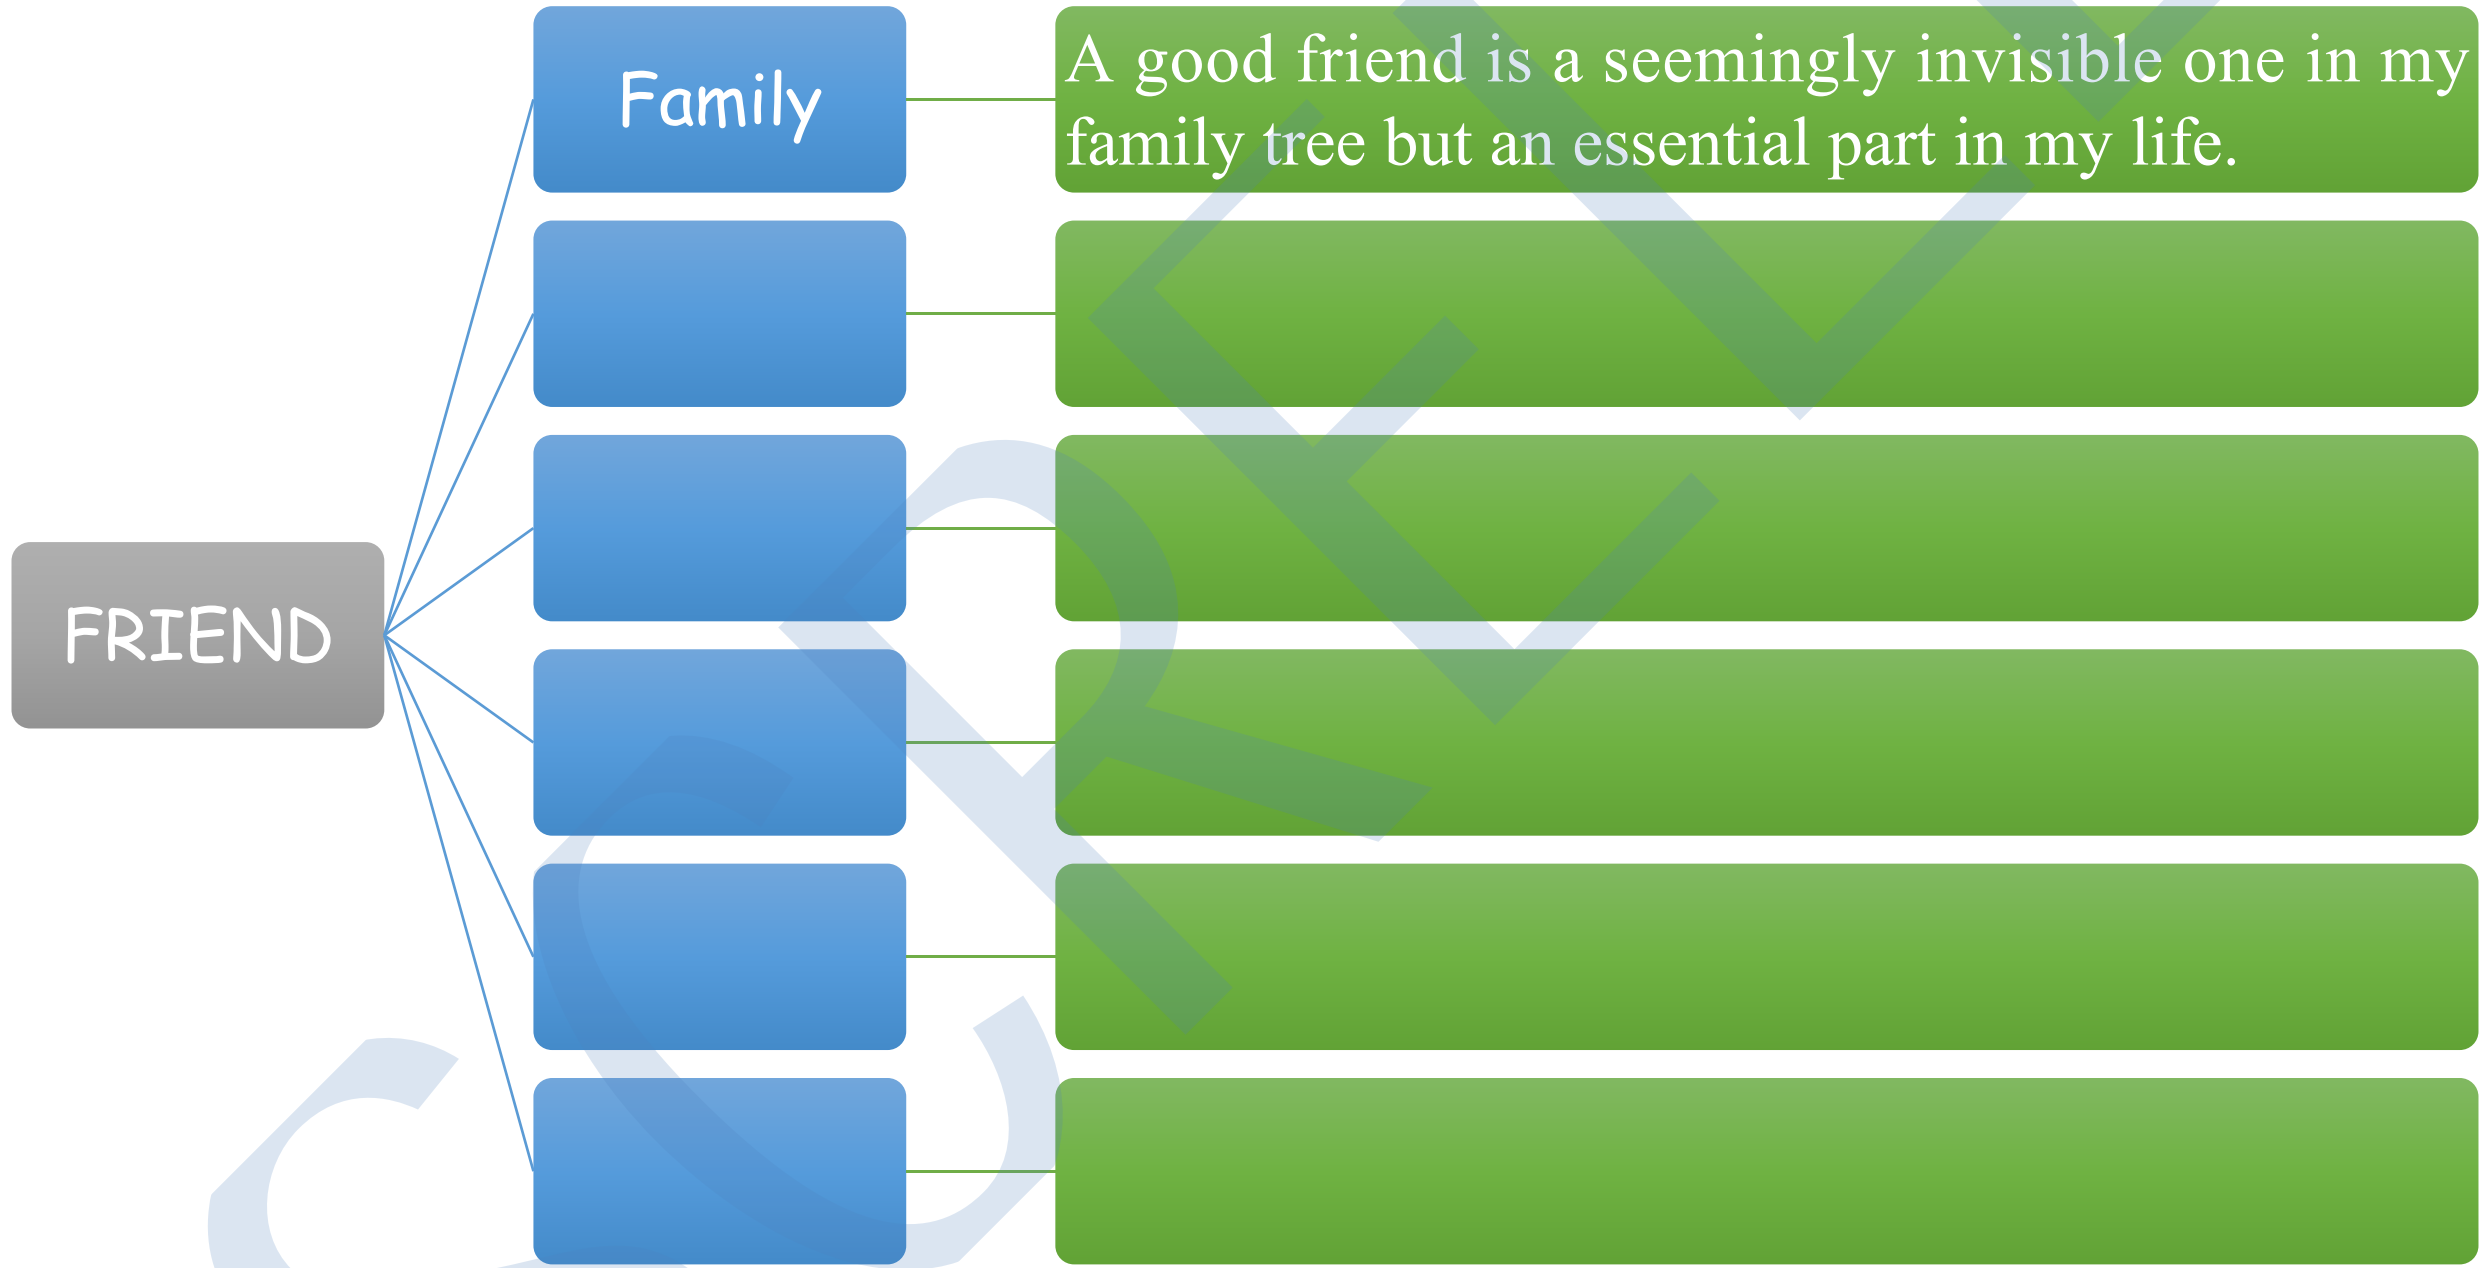 Family
A good friend is a seemingly invisible one in my
family tree but an essential part in my life.
FRIEND